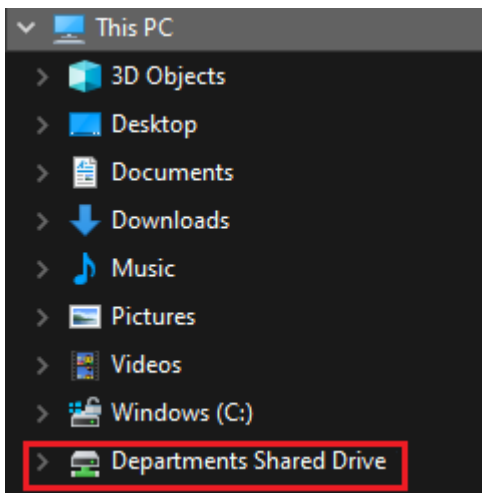 This PC
3D Objects
Desktop
Documents
Downloads
Music
Pictures
Videos
Windows (C:)
Departments Shared Drive